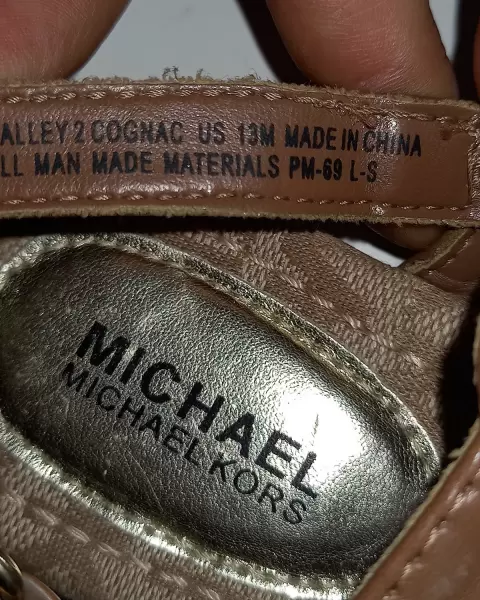 ALLEY 2 COGNAC US 13M MADE IN CHINA
LL MAN MADE MATERIALS PM-69 L-S
MICHAEL
MICHAEL KORS